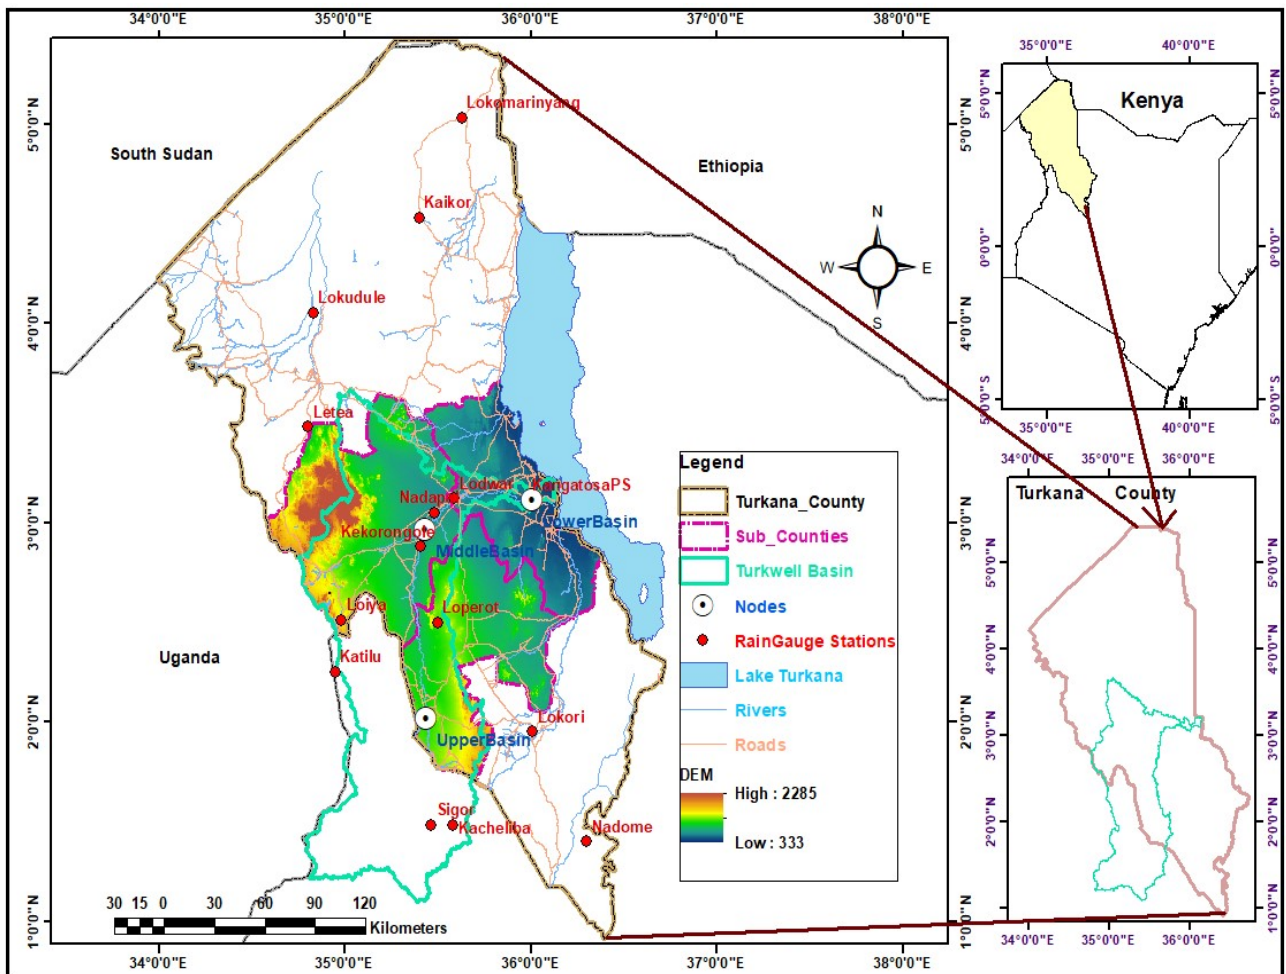 34°0'0"E 35°0'0"E 36°0'0"E 37°0'0"E 38°0'0"E
5°0'0"N
4°0'0"N
3°0'0"N
2°0'0"N
1°0'0"N
South Sudan
Ethiopia
Uganda
Lokomarinyang
Kaikor
Lokudule
Letea
Lodwar
KangatosaPS
Nadapal
LowerBasin
Kekorongole
MiddleBasin
Loiya
Loperot
Katilu
Lokori
UpperBasin
Sigor
Kacheliba
Nadome
N
W E
S
Legend
Turkana_County
Sub_Counties
Turkwell Basin
Nodes
RainGauge Stations
Lake Turkana
Rivers
Roads
DEM
High : 2285
Low : 333
30 15 0 30 60 90 120
Kilometers
5°0'0"N
4°0'0"N
3°0'0"N
2°0'0"N
1°0'0"N
34°0'0"E 35°0'0"E 36°0'0"E 37°0'0"E 38°0'0"E
35°0'0"E 40°0'0"E
Kenya
5°0'0"N 5°0'0"N
0°0'0" 0°0'0"
5°0'0"S 5°0'0"S
35°0'0"E 40°0'0"E
34°0'0"E 35°0'0"E 36°0'0"E
Turkana County
5°0'0"N 5°0'0"N
4°0'0"N 4°0'0"N
3°0'0"N 3°0'0"N
2°0'0"N 2°0'0"N
1°0'0"N 1°0'0"N
34°0'0"E 35°0'0"E 36°0'0"E